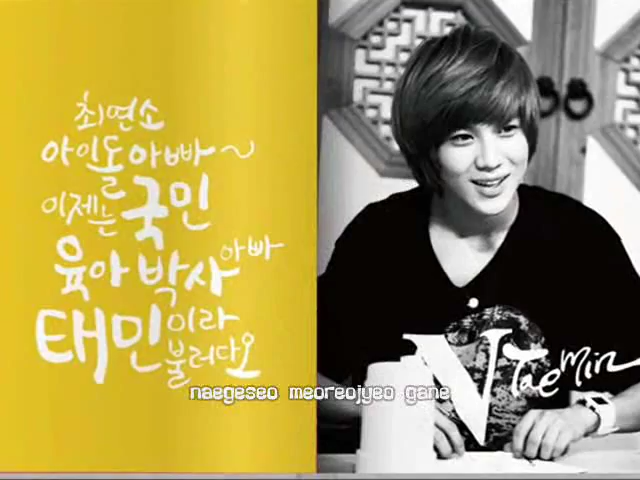 최연소
아이돌아빠~
이제는 국민
육아 박사 아빠
태민이라
불러다오
V Taemin
naegeseo meoreojyeo gane